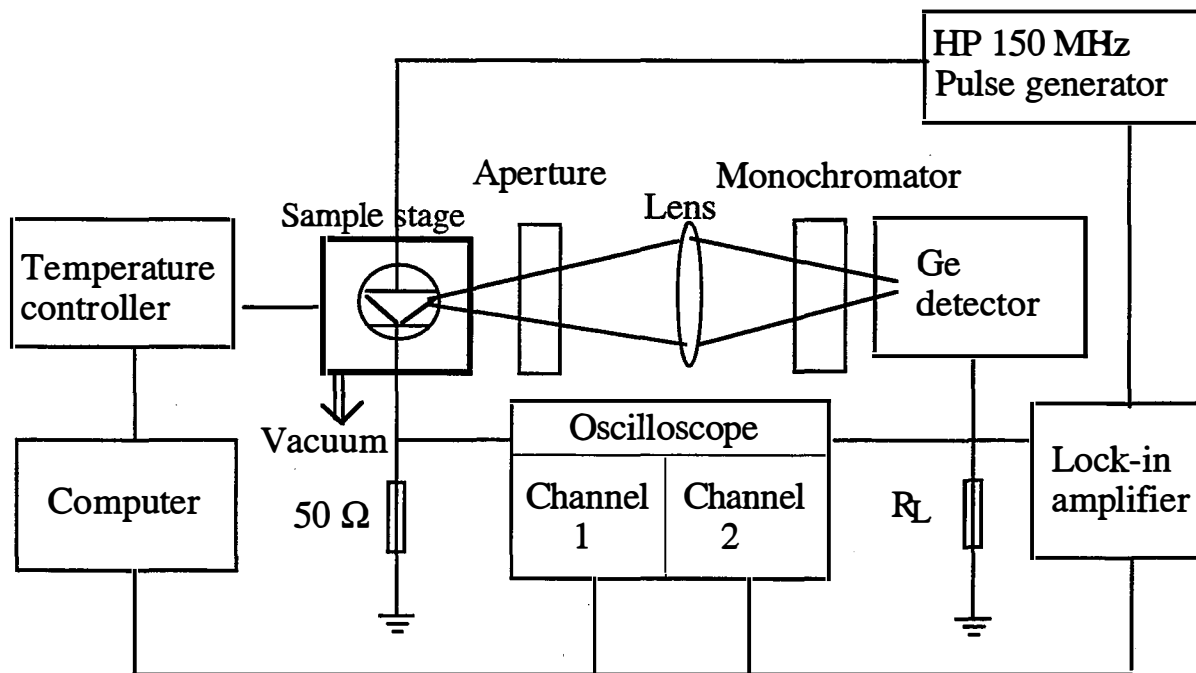 HP 150 MHz
Pulse generator
Aperture
Monochromator
Lens
Sample stage
Temperature
controller
Ge
detector
Vacuum
Oscilloscope
Computer
50 Ω
Channel
1
Channel
2
RL
Lock-in
amplifier